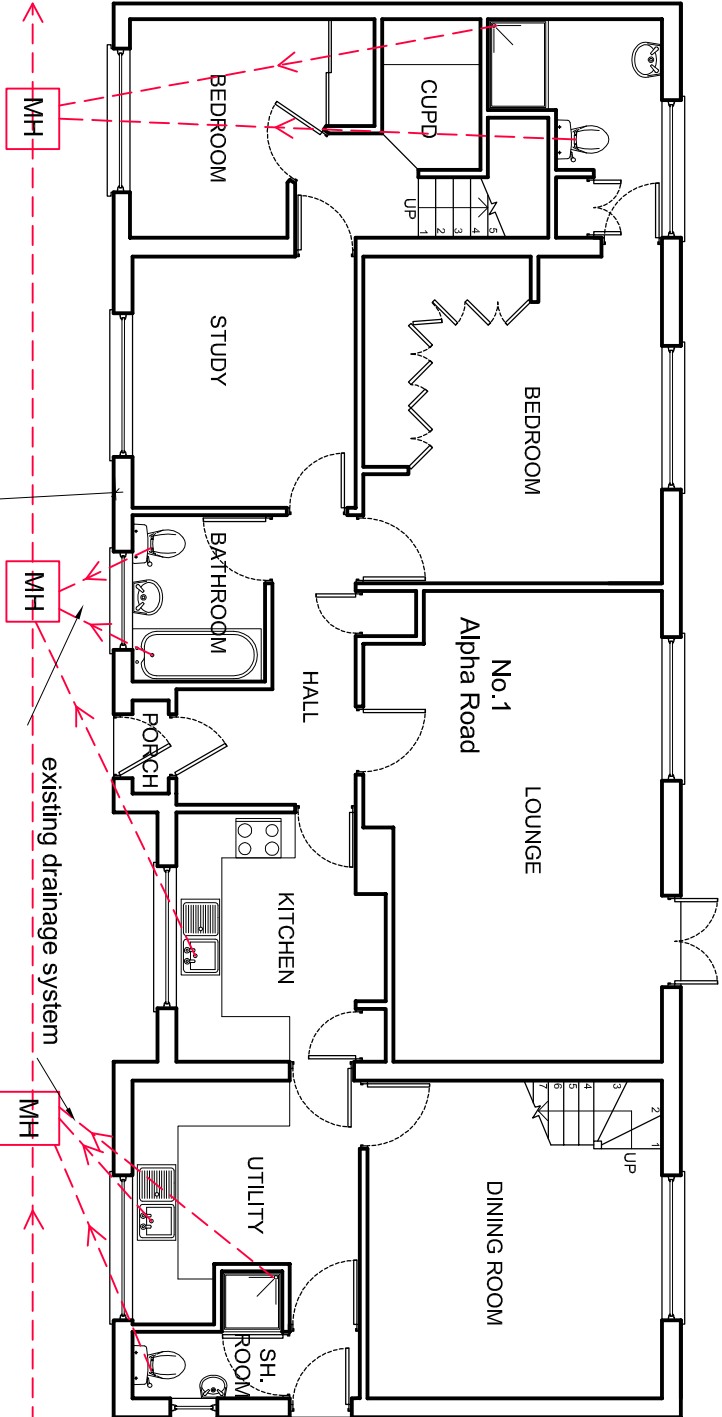 MH
BEDROOM
CUPD
UP
1
2
3
4
5
STUDY
BEDROOM
MH
BATHROOM
No.1
Alpha Road
HALL
PORCH
LOUNGE
KITCHEN
existing drainage system
MH
UTILITY
DINING ROOM
7
6
5
4
3
2
1
UP
SH.
ROOM